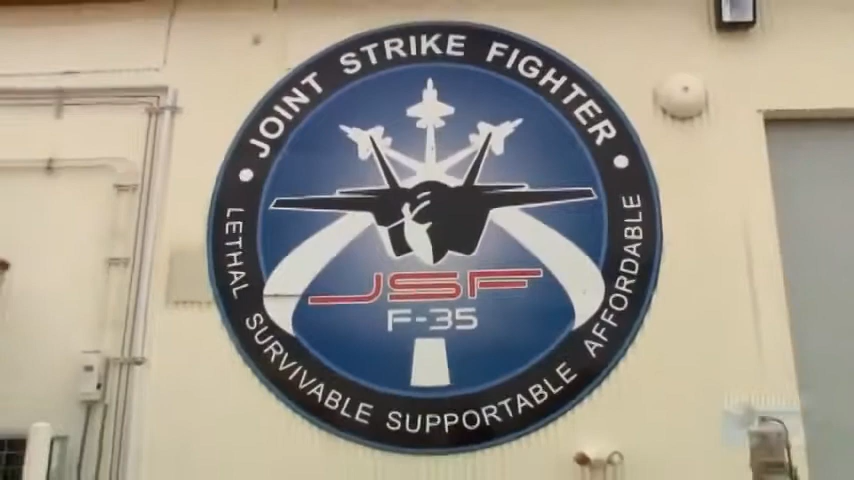 JOINT STRIKE FIGHTER
JSF
F-35
LETHAL SURVIVABLE SUPPORTABLE AFFORDABLE